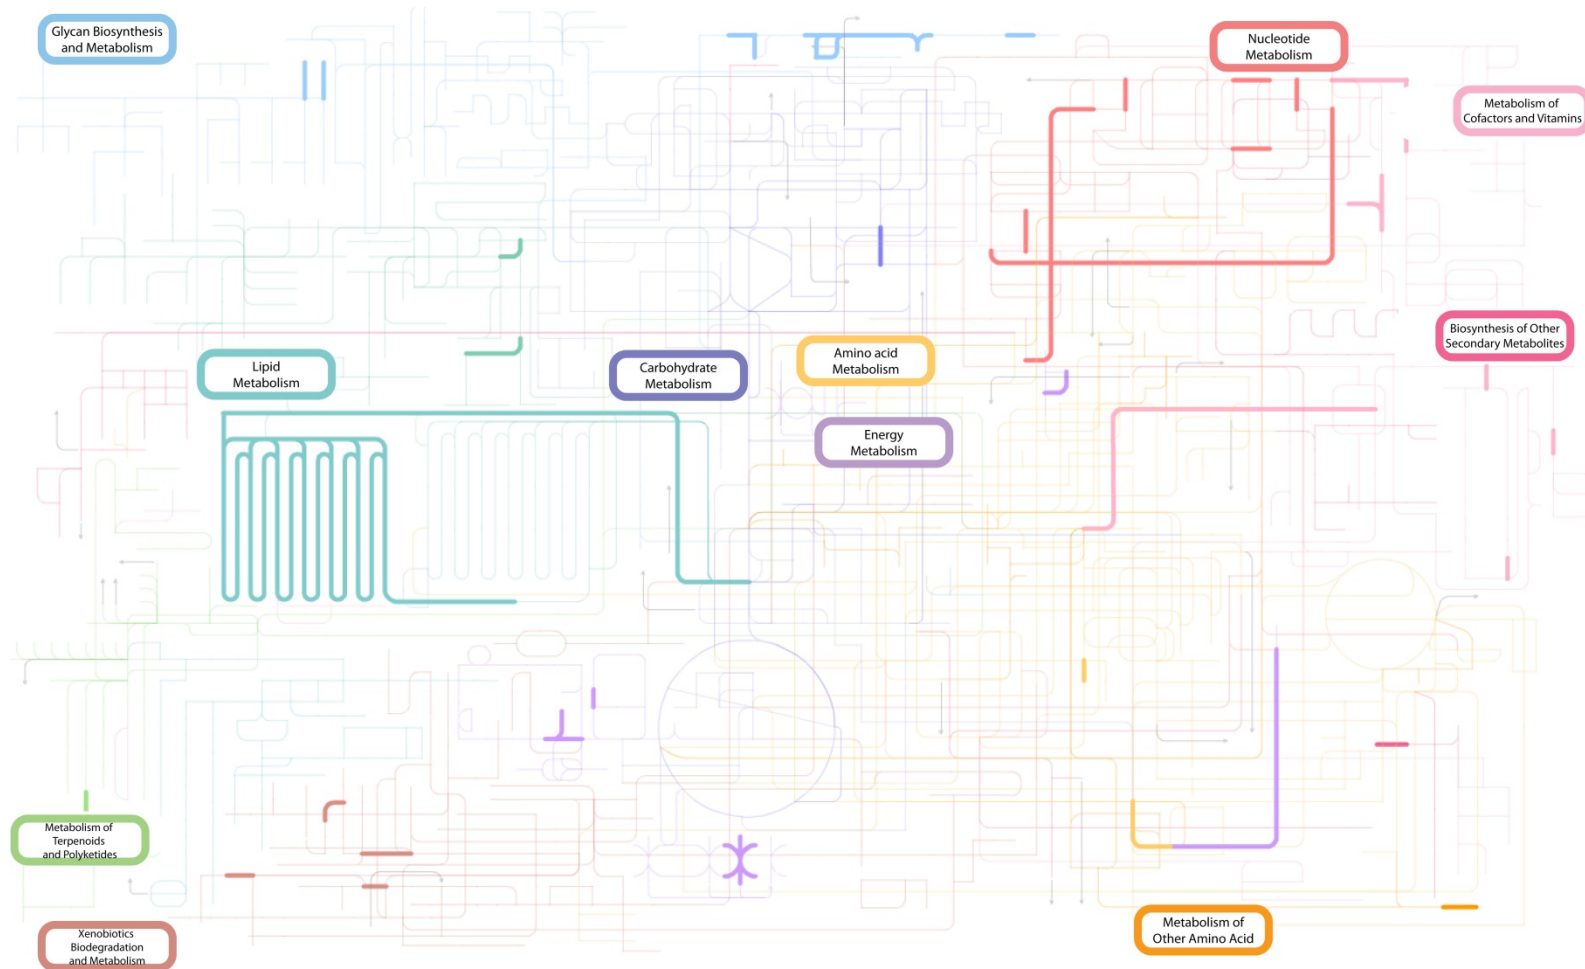 Glycan Biosynthesis
and Metabolism
Nucleotide
Metabolism
Metabolism of
Cofactors and Vitamins
Biosynthesis of Other
Secondary Metabolites
Lipid
Metabolism
Carbohydrate
Metabolism
Amino acid
Metabolism
Energy
Metabolism
Metabolism of
Terpenoids
and Polyketides
Xenobiotics
Biodegradation
and Metabolism
Metabolism of
Other Amino Acid